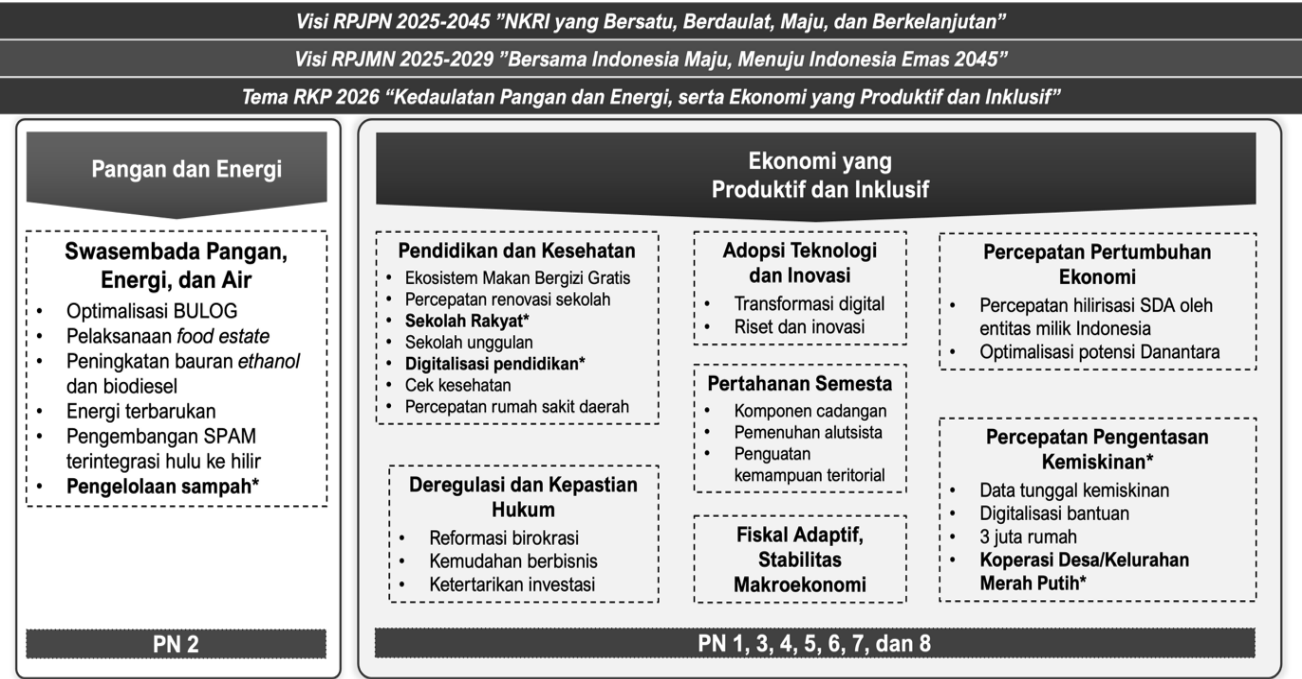 Visi RPJPN 2025-2045 ”NKRI yang Bersatu, Berdaulat, Maju, dan Berkelanjutan”
Visi RPJMN 2025-2029 ”Bersama Indonesia Maju, Menuju Indonesia Emas 2045”
Tema RKP 2026 “Kedaulatan Pangan dan Energi, serta Ekonomi yang Produktif dan Inklusif”
Pangan dan Energi
Swasembada Pangan,
Energi, dan Air
• Optimalisasi BULOG
• Pelaksanaan food estate
• Peningkatan bauran ethanol
dan biodiesel
• Energi terbarukan
• Pengembangan SPAM
terintegrasi hulu ke hilir
• Pengelolaan sampah*
PN 2
Ekonomi yang
Produktif dan Inklusif
Pendidikan dan Kesehatan
• Ekosistem Makan Bergizi Gratis
• Percepatan renovasi sekolah
• Sekolah Rakyat*
• Sekolah unggulan
• Digitalisasi pendidikan*
• Cek kesehatan
• Percepatan rumah sakit daerah
Deregulasi dan Kepastian
Hukum
• Reformasi birokrasi
• Kemudahan berbisnis
• Ketertarikan investasi
Adopsi Teknologi
dan Inovasi
• Transformasi digital
• Riset dan inovasi
Pertahanan Semesta
• Komponen cadangan
• Pemenuhan alutsista
• Penguatan
kemampuan teritorial
Fiskal Adaptif,
Stabilitas
Makroekonomi
Percepatan Pertumbuhan
Ekonomi
• Percepatan hilirisasi SDA oleh
entitas milik Indonesia
• Optimalisasi potensi Danantara
Percepatan Pengentasan
Kemiskinan*
• Data tunggal kemiskinan
• Digitalisasi bantuan
• 3 juta rumah
• Koperasi Desa/Kelurahan
Merah Putih*
PN 1, 3, 4, 5, 6, 7, dan 8